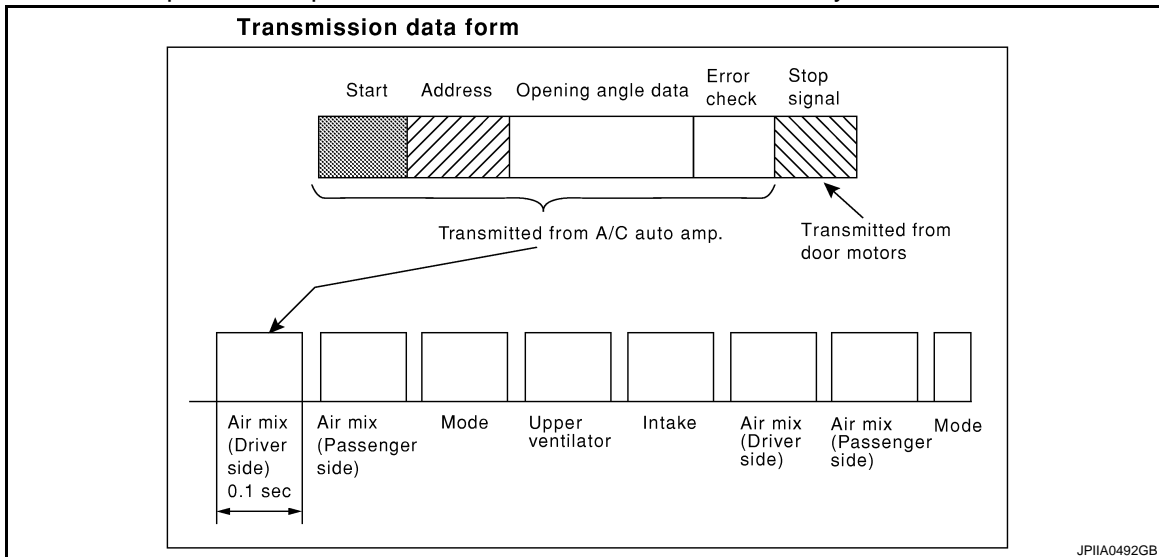 Transmission data form
Start
Address
Opening angle data
Error
check
Stop
signal
Transmitted from A/C auto amp.
Transmitted from
door motors
Air mix
(Driver
side)
0.1 sec
Air mix
(Passenger
side)
Mode
Upper
ventilator
Intake
Air mix
(Driver
side)
Air mix
(Passenger
side)
Mode
JPIIA0492GB